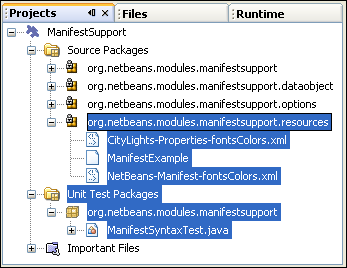 Projects Files Runtime
ManifestSupport
Source Packages
org.netbeans.modules.manifestsupport
org.netbeans.modules.manifestsupport.dataobject
org.netbeans.modules.manifestsupport.options
org.netbeans.modules.manifestsupport.resources
CityLights-Properties-fontsColors.xml
ManifestExample
NetBeans-Manifest-fontsColors.xml
Unit Test Packages
org.netbeans.modules.manifestsupport
ManifestSyntaxTest.java
Important Files